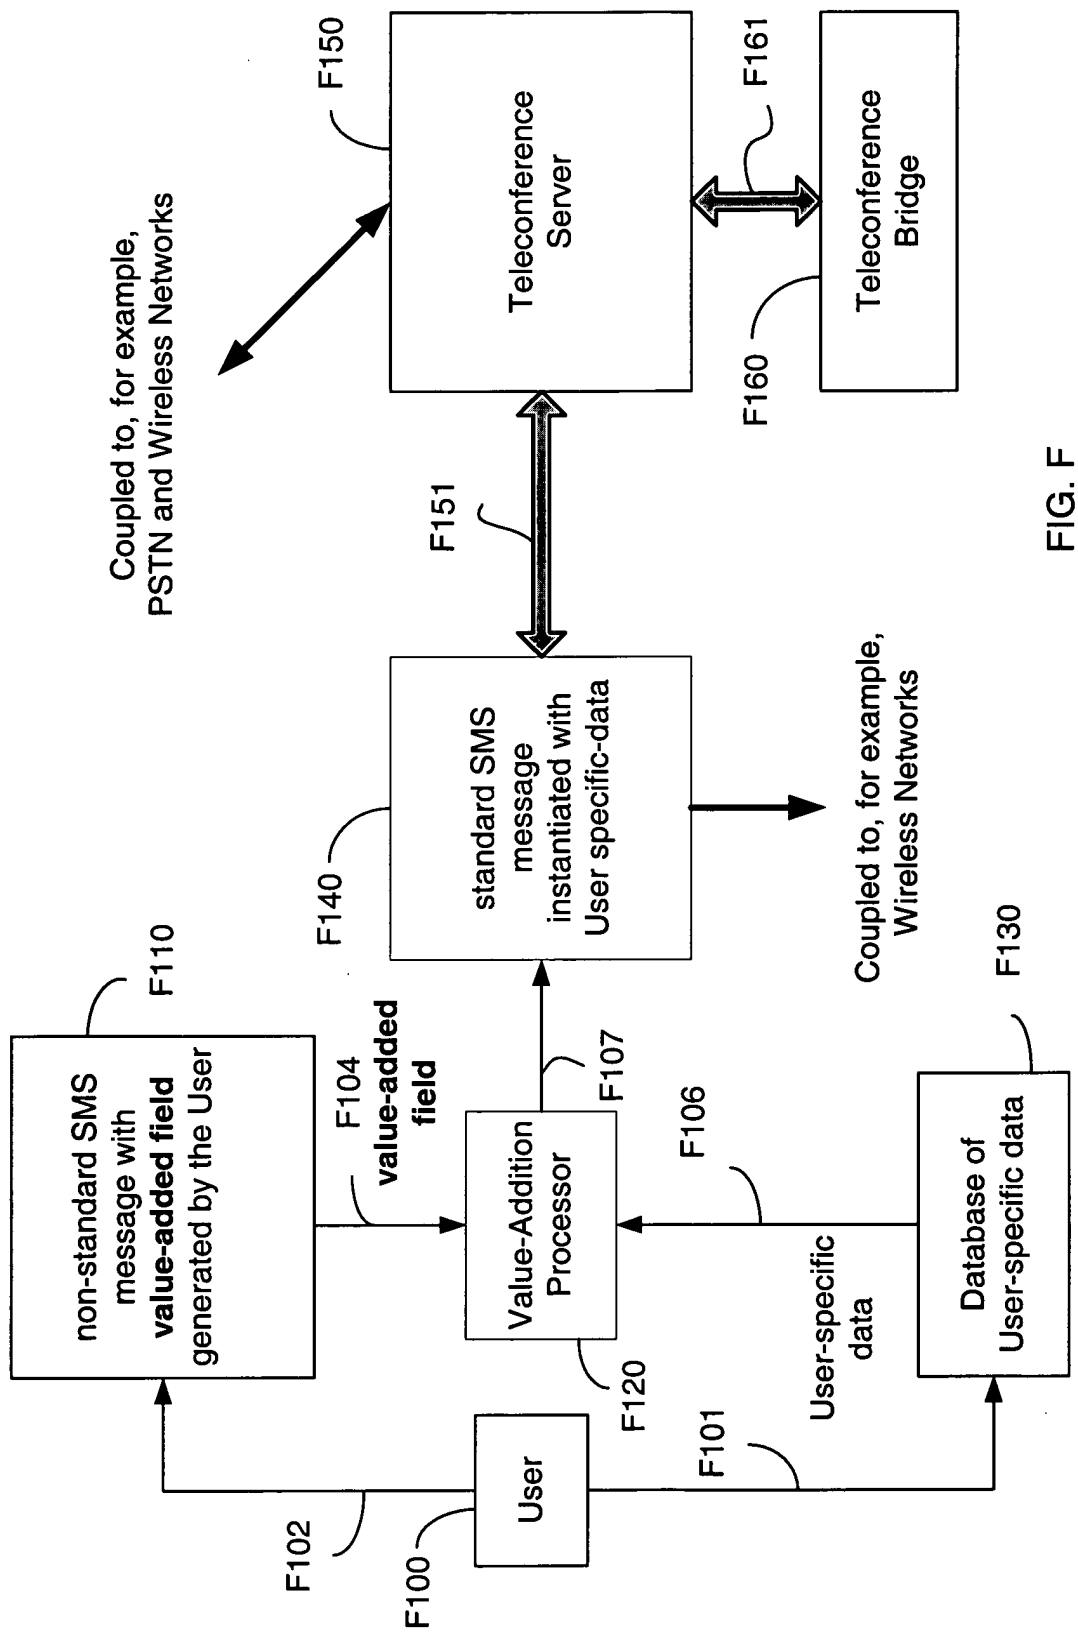 F102
F100
User
F101
non-standard SMS
message with
value-added field
generated by the User
F110
F104
value-added
field
Value-Addition
Processor
F120
F107
F106
User-specific
data
Database of
User-specific data
F130
F140
standard SMS
message
instantiated with
User specific-data
Coupled to, for example,
Wireless Networks
F151
Coupled to, for example,
PSTN and Wireless Networks
F150
Teleconference
Server
F161
F160
Teleconference
Bridge
FIG. F